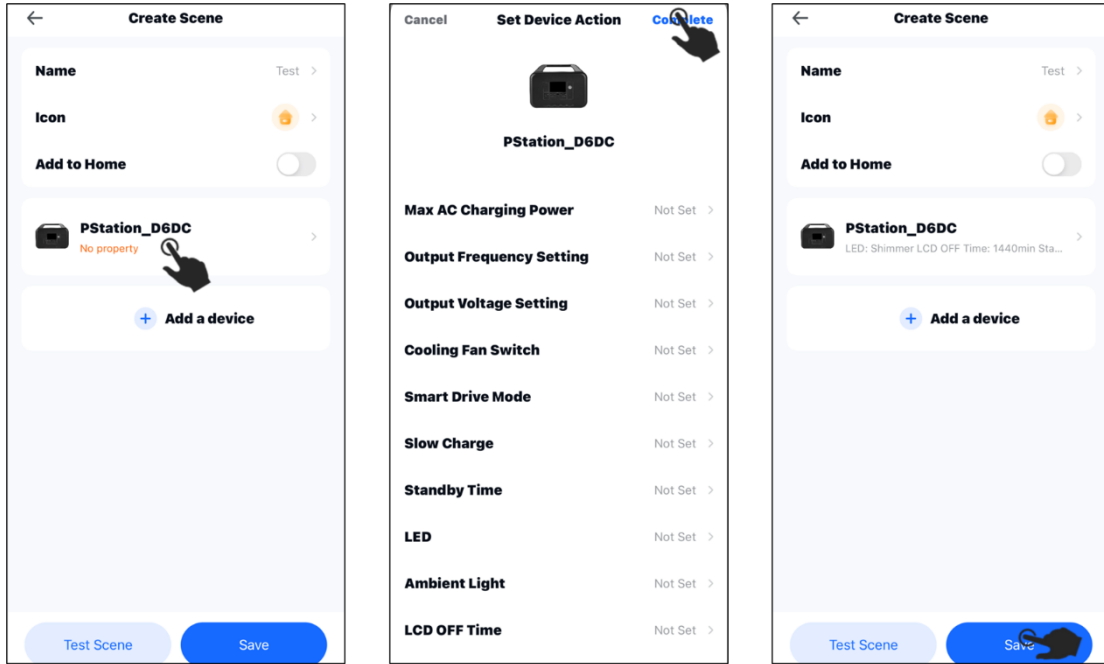 Create Scene
Name Test
Icon
Add to Home
PStation_D6DC
No property
+ Add a device
Test Scene Save
Cancel Set Device Action Complete
PStation_D6DC
Max AC Charging Power Not Set
Output Frequency Setting Not Set
Output Voltage Setting Not Set
Cooling Fan Switch Not Set
Smart Drive Mode Not Set
Slow Charge Not Set
Standby Time Not Set
LED Not Set
Ambient Light Not Set
LCD OFF Time Not Set
Create Scene
Name Test
Icon
Add to Home
PStation_D6DC
LED: Shimmer LCD OFF Time: 1440min Sta...
+ Add a device
Test Scene Save